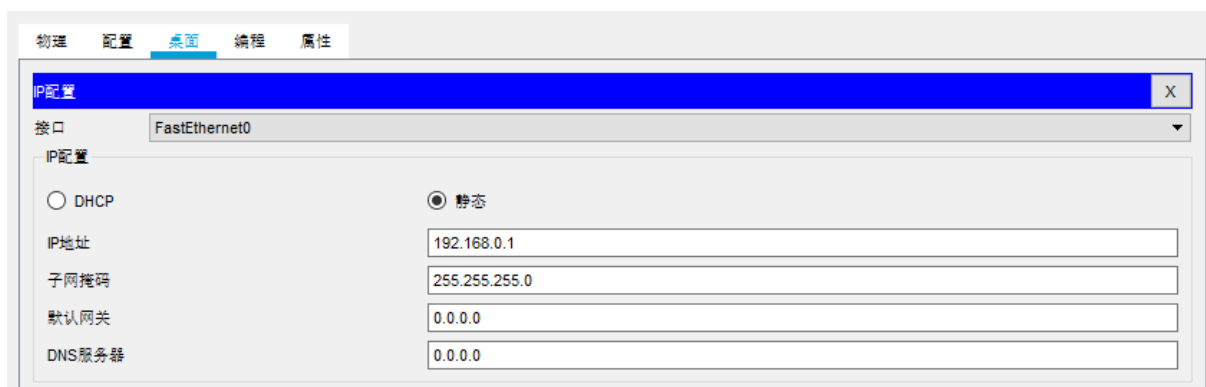 物理 配置 桌面 编程 属性
IP配置 X
接口 FastEthernet0
IP配置
DHCP 静态
IP地址 192.168.0.1
子网掩码 255.255.255.0
默认网关 0.0.0.0
DNS服务器 0.0.0.0